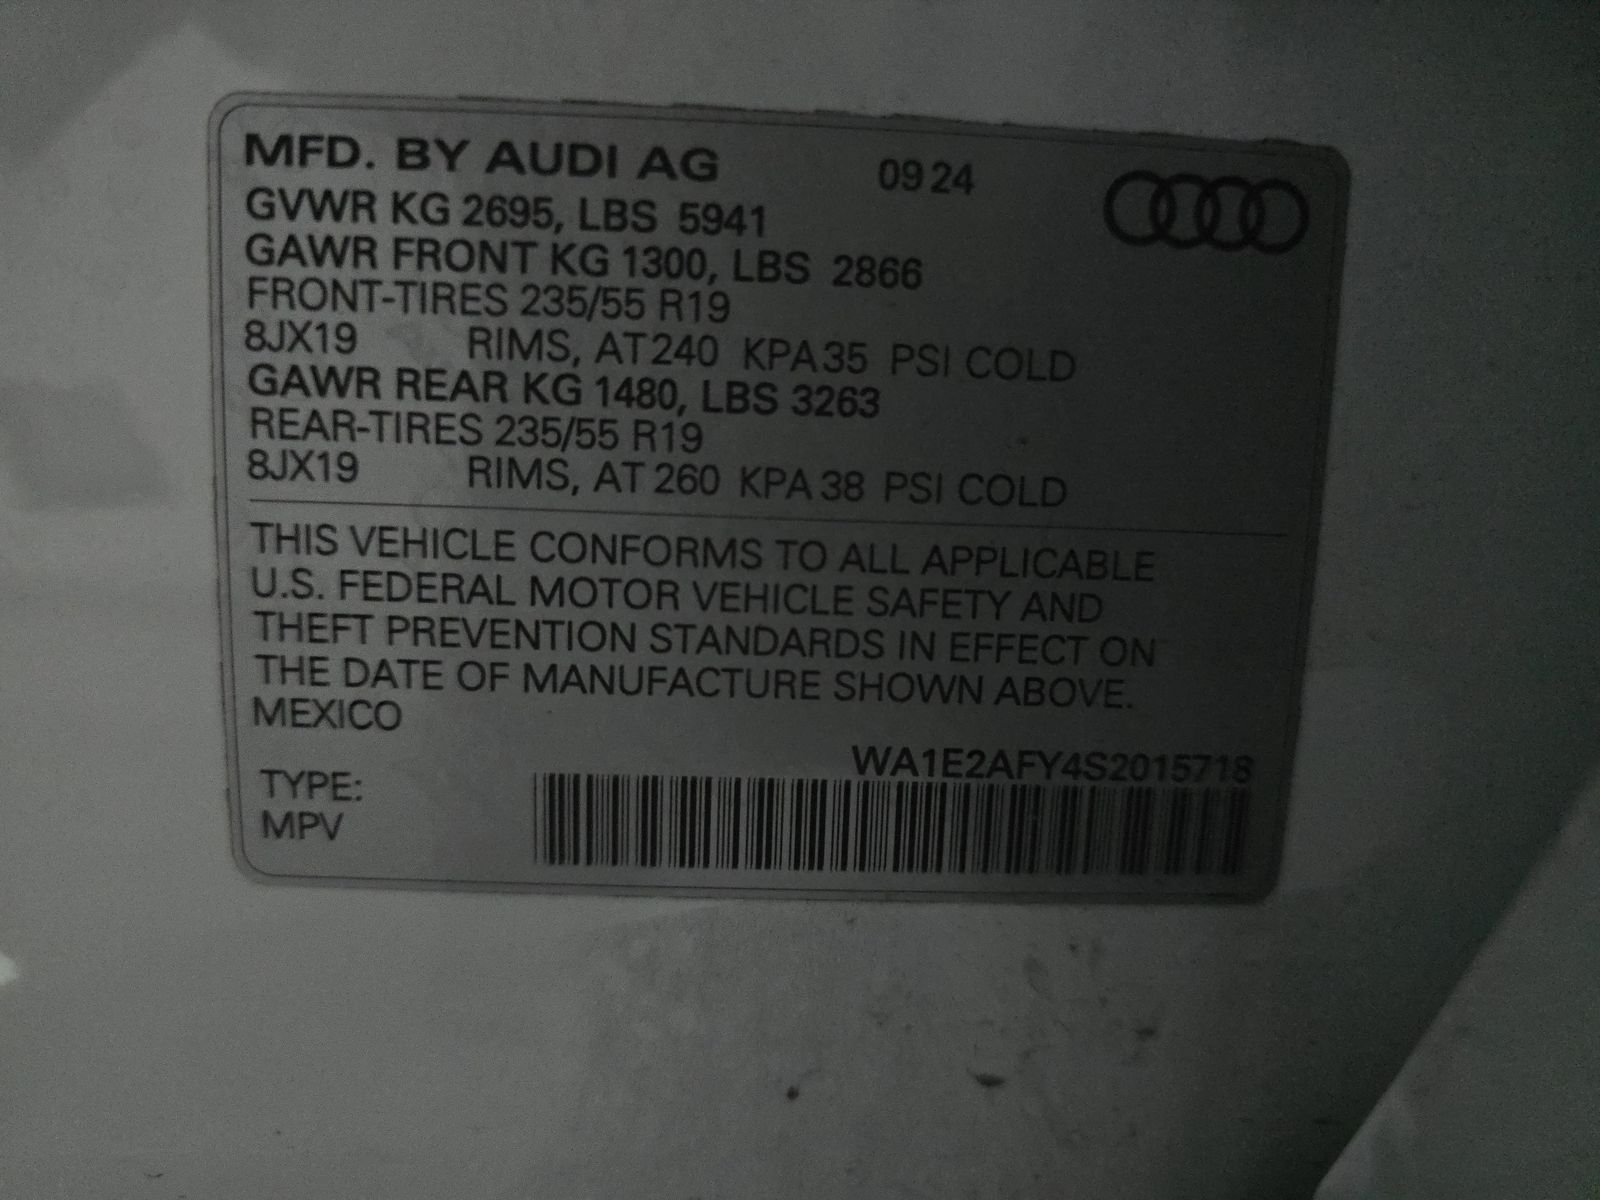 MFD. BY AUDI AG 09 24
GVWR KG 2695, LBS 5941
GAWR FRONT KG 1300, LBS 2866
FRONT-TIRES 235/55 R19
8JX19 RIMS, AT 240 KPA 35 PSI COLD
GAWR REAR KG 1480, LBS 3263
REAR-TIRES 235/55 R19
8JX19 RIMS, AT 260 KPA 38 PSI COLD
THIS VEHICLE CONFORMS TO ALL APPLICABLE
U.S. FEDERAL MOTOR VEHICLE SAFETY AND
THEFT PREVENTION STANDARDS IN EFFECT ON
THE DATE OF MANUFACTURE SHOWN ABOVE.
MEXICO
WA1E2AFY4S2015718
TYPE:
MPV